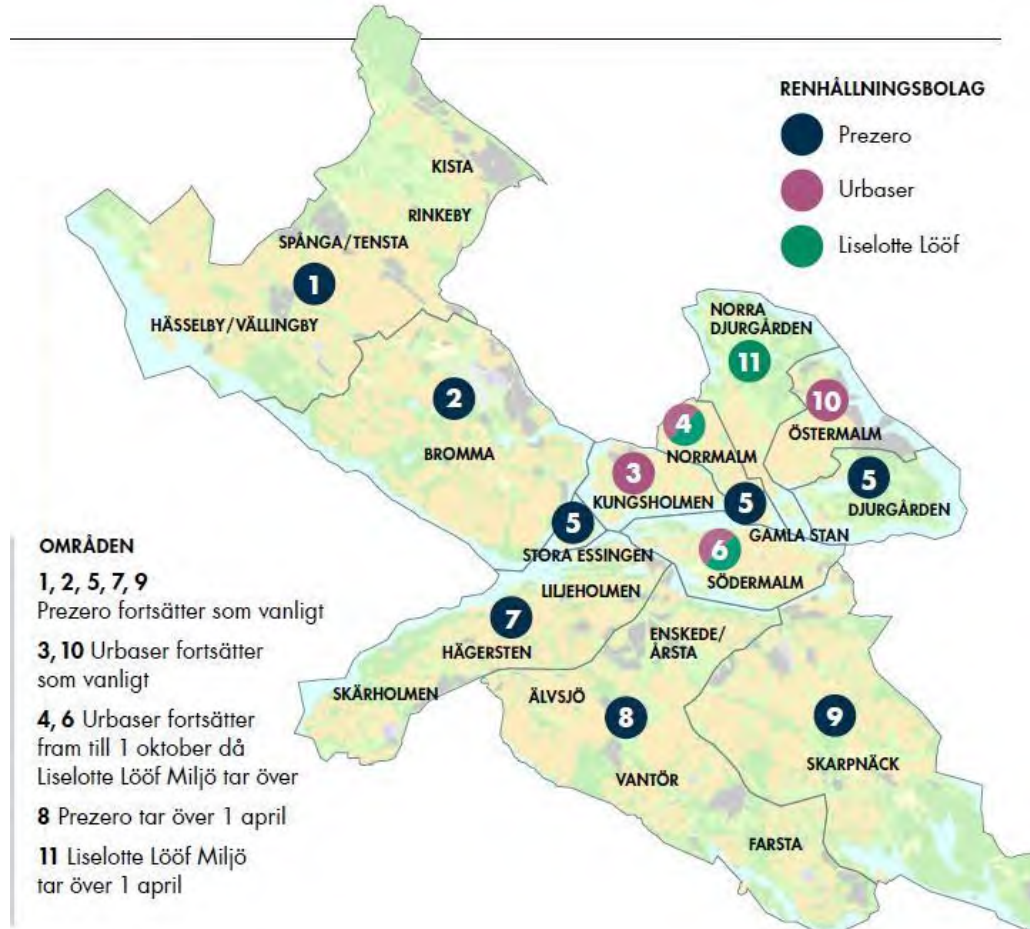 RENHÅLLNINGSBOLAG
Prezero
Urbaser
Liselotte Lööf
KISTA
RINKEBY
SPÅNGA/TENSTA
1
HÄSSELBY/VÄLLINGBY
NORRA
DJURGÅRDEN
11
2
BROMMA
10
ÖSTERMALM
4
NORRMALM
3
KUNGSHOLMEN
5
DJURGÅRDEN
5
GAMLA STAN
5
STORA ESSINGEN
6
SÖDERMALM
LILJEHOLMEN
7
HÄGERSTEN
ENSKEDE/
ÅRSTA
SKÄRHOLMEN
ÄLVSJÖ
8
VANTÖR
9
SKARPNÄCK
FARSTA
OMRÅDEN
1, 2, 5, 7, 9
Prezero fortsätter som vanligt
3, 10 Urbaser fortsätter
som vanligt
4, 6 Urbaser fortsätter
fram till 1 oktober då
Liselotte Lööf Miljö tar över
8 Prezero tar över 1 april
11 Liselotte Lööf Miljö
tar över 1 april